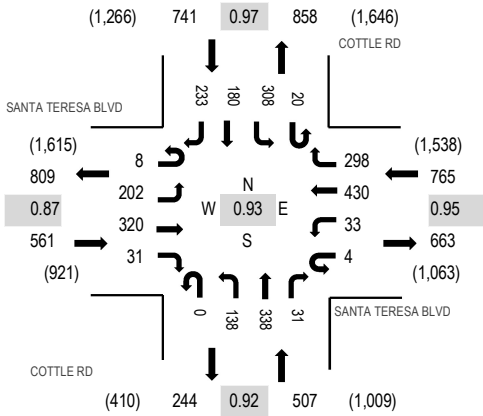 (1,266) 741 0.97 858 (1,646)
COTTLE RD
SANTA TERESA BLVD
233 180 308 20
(1,615) (1,538)
809 8 298 765
202 N 430
0.87 320 W 0.93 E 33 0.95
561 31 S 4 663
(921) (1,063)
0 138 338 31
SANTA TERESA BLVD
COTTLE RD
(410) 244 0.92 507 (1,009)